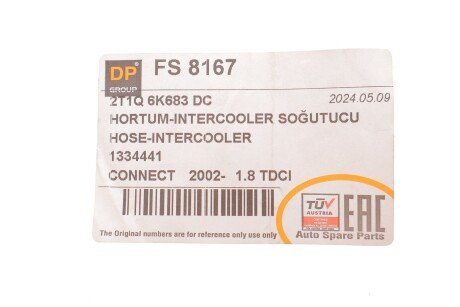 DP GROUP
FS 8167
2T1Q 6K683 DC
2024.05.09
HORTUM-INTERCOOLER SOĞUTUCU
HOSE-INTERCOOLER
1334441
CONNECT 2002- 1.8 TDCI
TÜV
AUSTRIA
EAC
The Original numbers are for reference only use only
Auto Spare Parts